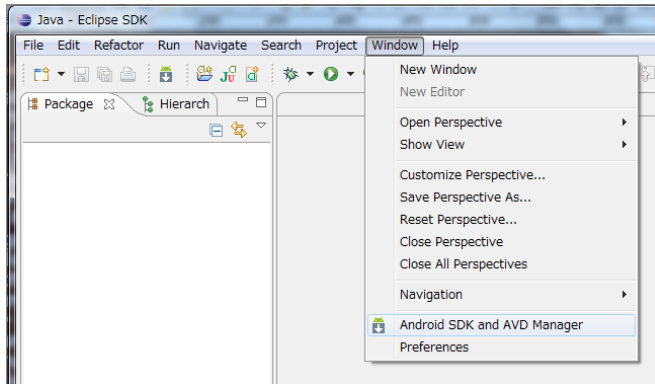 Java - Eclipse SDK
File Edit Refactor Run Navigate Search Project Window Help
New Window
New Editor
Open Perspective
Show View
Customize Perspective...
Save Perspective As...
Reset Perspective...
Close Perspective
Close All Perspectives
Navigation
Android SDK and AVD Manager
Preferences
Package
Hierarch